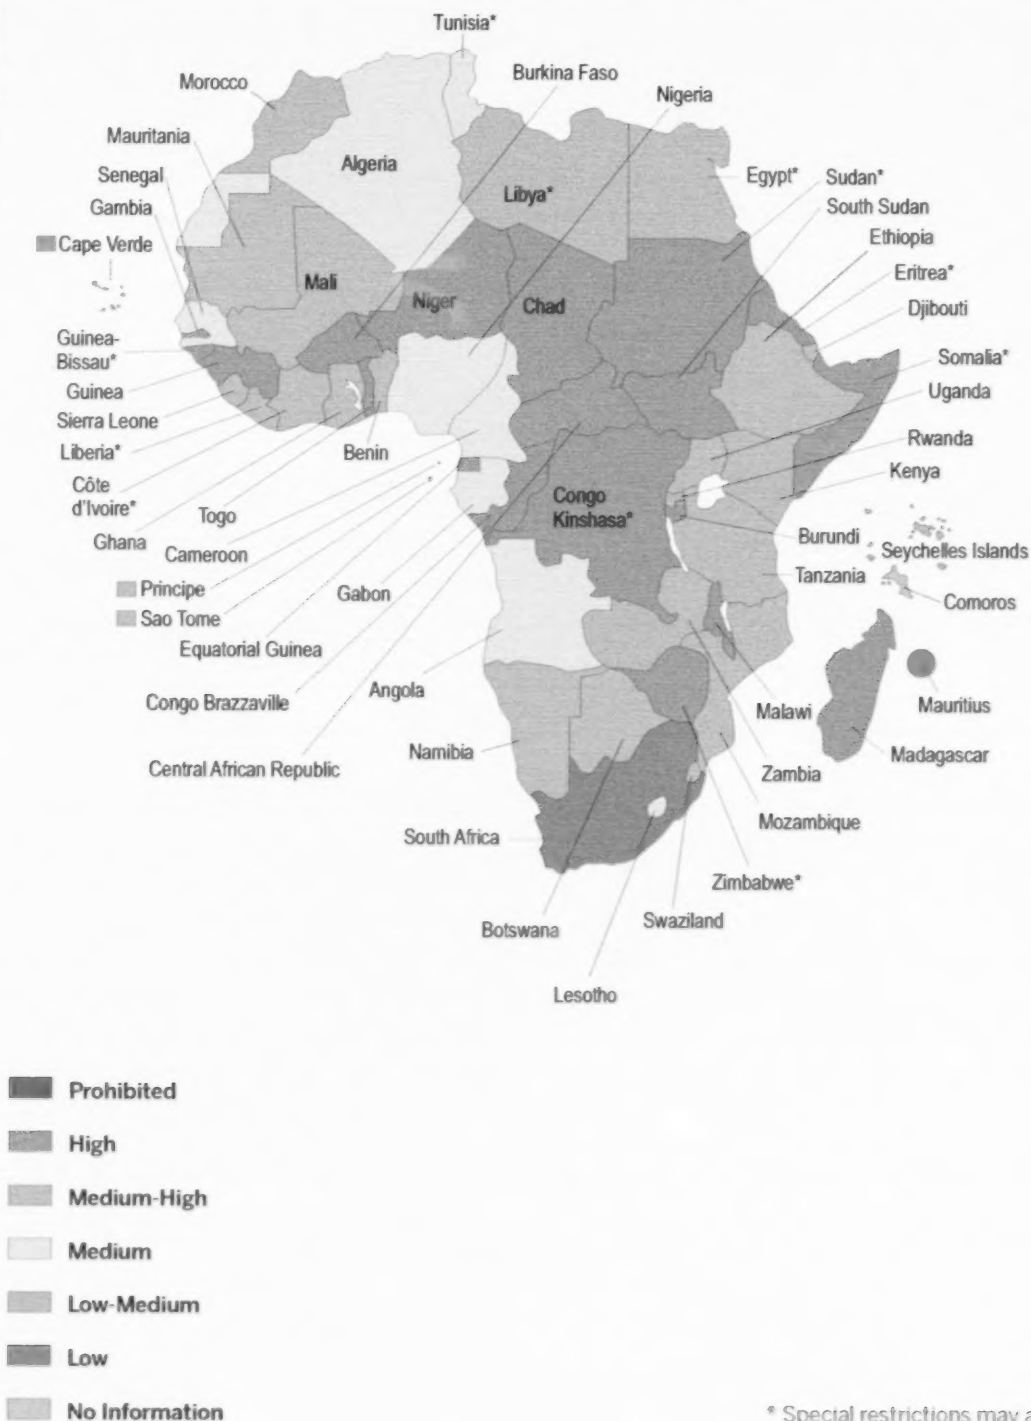 Tunisia*
Burkina Faso
Nigeria
Morocco
Mauritania
Algeria
Senegal
Egypt*
Sudan*
Libya*
South Sudan
Gambia
Ethiopia
Cape Verde
Eritrea*
Mali
Niger
Chad
Djibouti
Guinea-
Bissau*
Somalia*
Guinea
Uganda
Sierra Leone
Rwanda
Liberia*
Benin
Kenya
Côte
d'Ivoire*
Congo
Kinshasa*
Togo
Burundi
Ghana
Seychelles Islands
Cameroon
Tanzania
Principe
Gabon
Comoros
Sao Tome
Equatorial Guinea
Angola
Congo Brazzaville
Malawi
Mauritius
Namibia
Madagascar
Central African Republic
Zambia
Mozambique
South Africa
Zimbabwe*
Swaziland
Botswana
Lesotho
Prohibited
High
Medium-High
Medium
Low-Medium
Low
No Information
* Special restrictions may